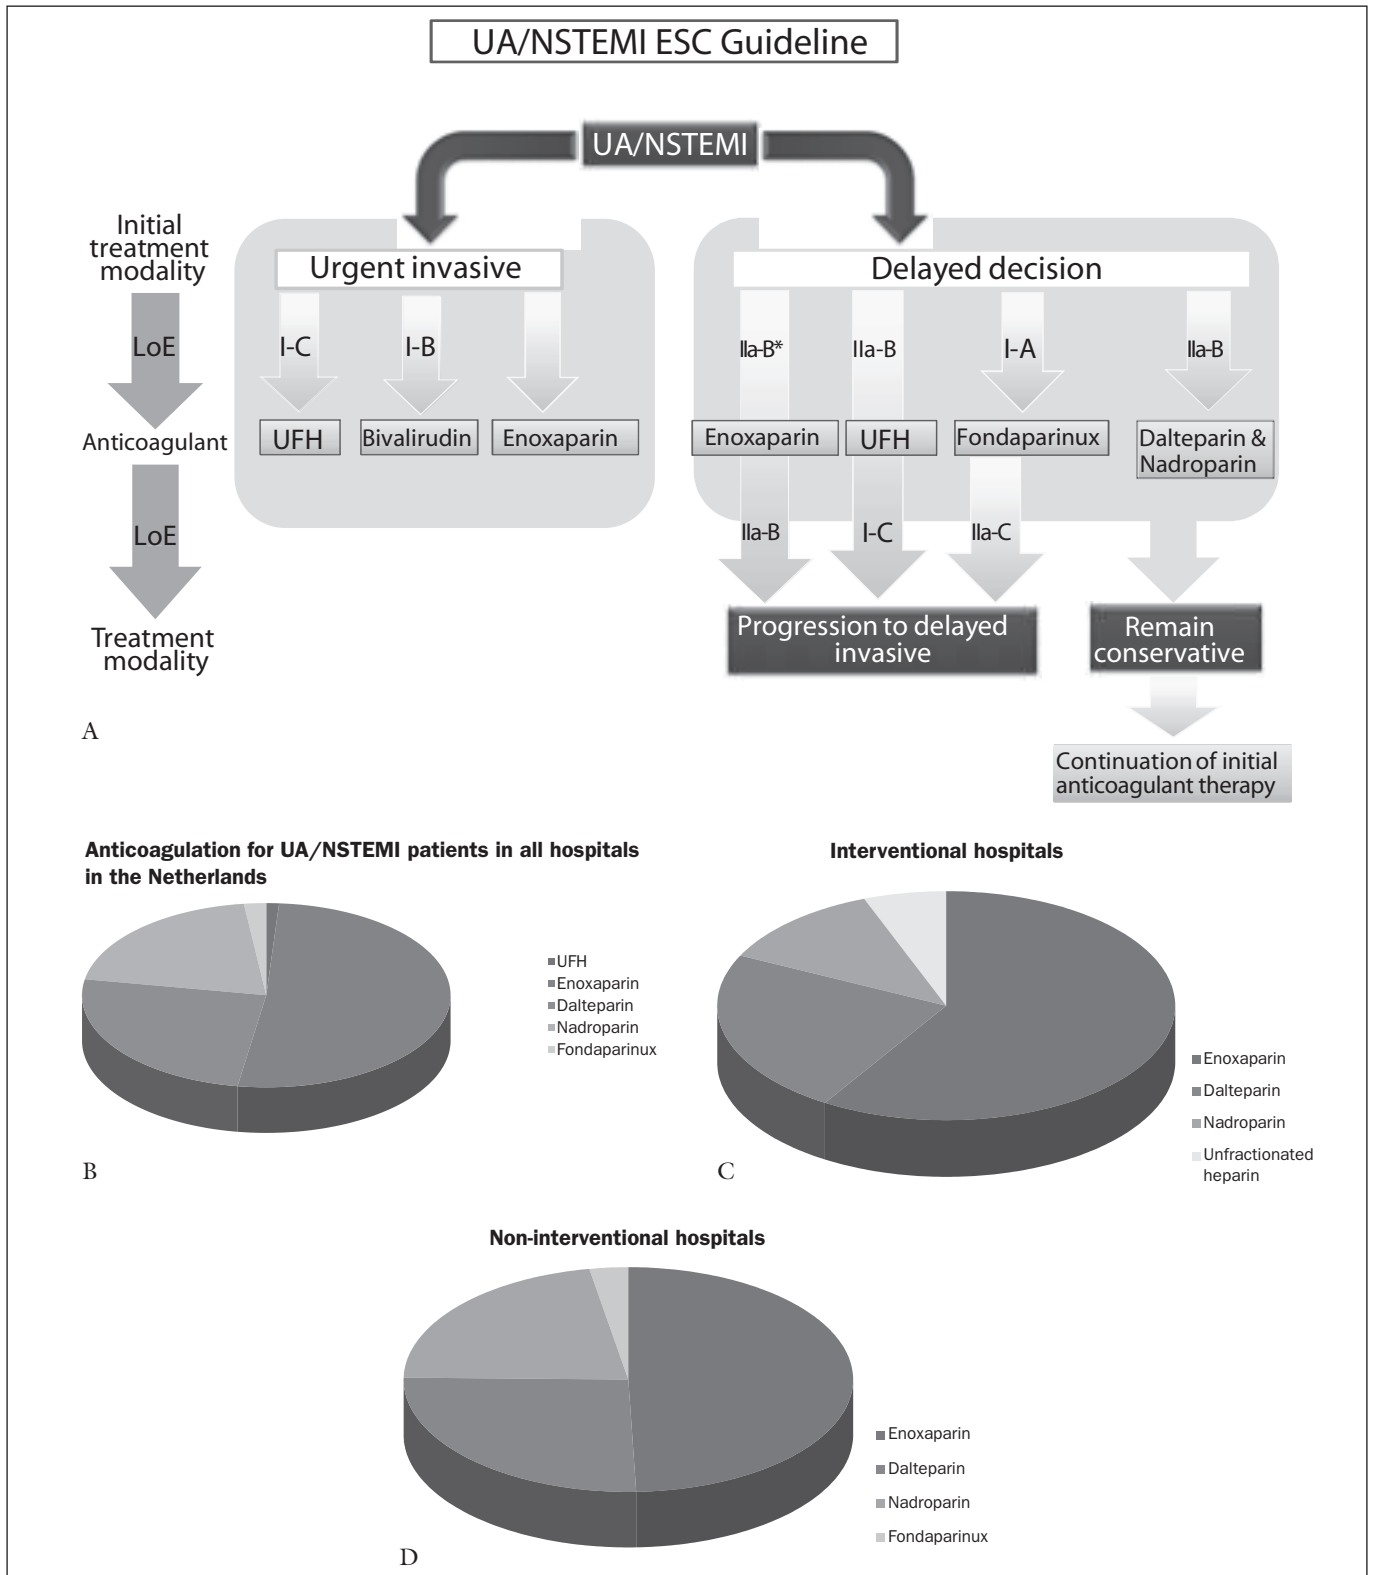 UA/NSTEMI ESC Guideline
UA/NSTEMI
Initial
treatment
modality
LoE
Anticoagulant
LoE
Treatment
modality
Urgent invasive
I-C
I-B
UFH
Bivalirudin
Enoxaparin
Delayed decision
IIa-B*
IIa-B
I-A
IIa-B
Enoxaparin
UFH
Fondaparinux
Dalteparin &
Nadroparin
IIa-B
I-C
IIa-C
Progression to delayed
invasive
Remain
conservative
Continuation of initial
anticoagulant therapy
A
Anticoagulation for UA/NSTEMI patients in all hospitals
in the Netherlands
UFH
Enoxaparin
Dalteparin
Nadroparin
Fondaparinux
B
Interventional hospitals
Enoxaparin
Dalteparin
Nadroparin
Unfractionated
heparin
C
Non-interventional hospitals
Enoxaparin
Dalteparin
Nadroparin
Fondaparinux
D